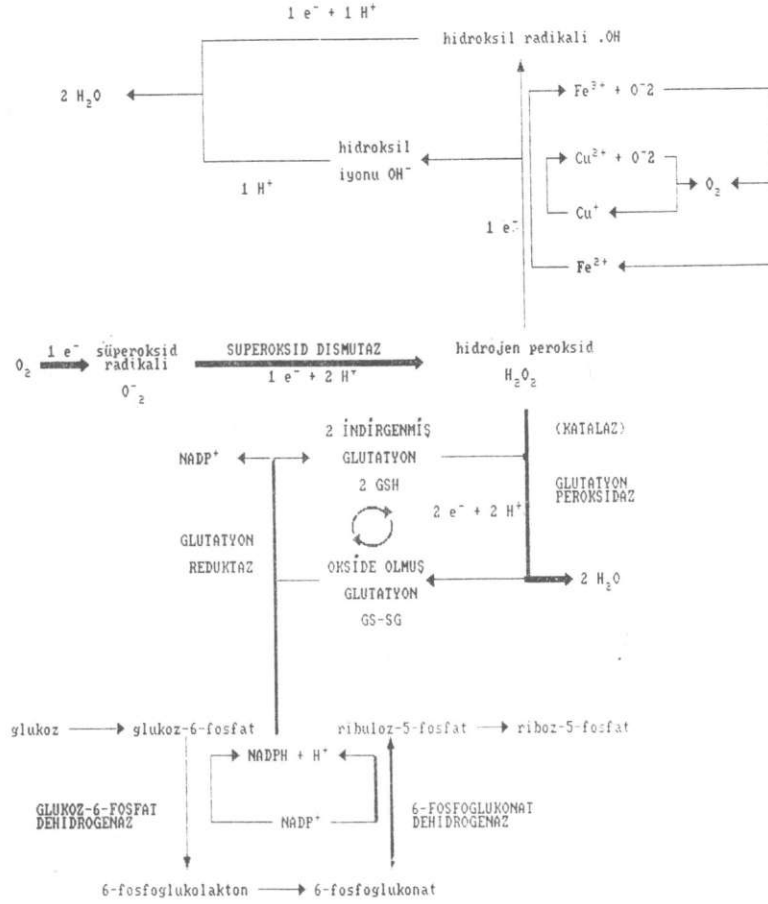 1 e⁻ + 1 H⁺
hidroksil radikali .OH
2 H₂O
Fe³⁺ + O⁻2
hidroksil
iyonu OH⁻
Cu²⁺ + O⁻2
O₂
1 H⁺
Cu⁺
1 e⁻
Fe²⁺
O₂
1 e⁻
süperoksid
radikali
O⁻₂
SUPEROKSID DISMUTAZ
1 e⁻ + 2 H⁺
hidrojen peroksid
H₂O₂
2 İNDİRGENMİŞ
GLUTATYON
2 GSH
NADP⁺
(KATALAZ)
GLUTATYON
PEROKSIDAZ
2 e⁻ + 2 H⁺
GLUTATYON
REDUKTAZ
OKSİDE OLMUŞ
GLUTATYON
GS-SG
2 H₂O
glukoz
glukoz-6-fosfat
ribuloz-5-fosfat
riboz-5-fosfat
NADPH + H⁺
GLUKOZ-6-FOSFAT
DEHIDROGENAZ
NADP⁺
6-FOSFOGLUKONAT
DEHIDROGENAZ
6-fosfoglukolakton
6-fosfoglukonat